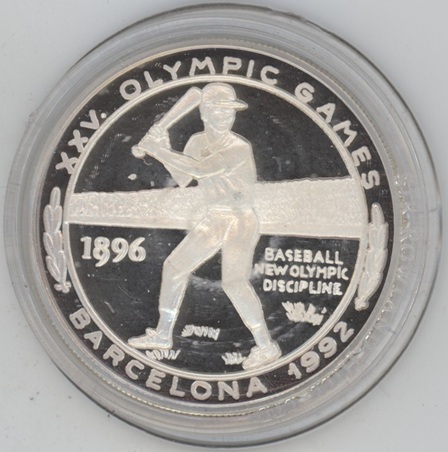 XXV. OLYMPIC GAMES
1896
BASEBALL
NEW OLYMPIC
DISCIPLINE
BARCELONA 1992